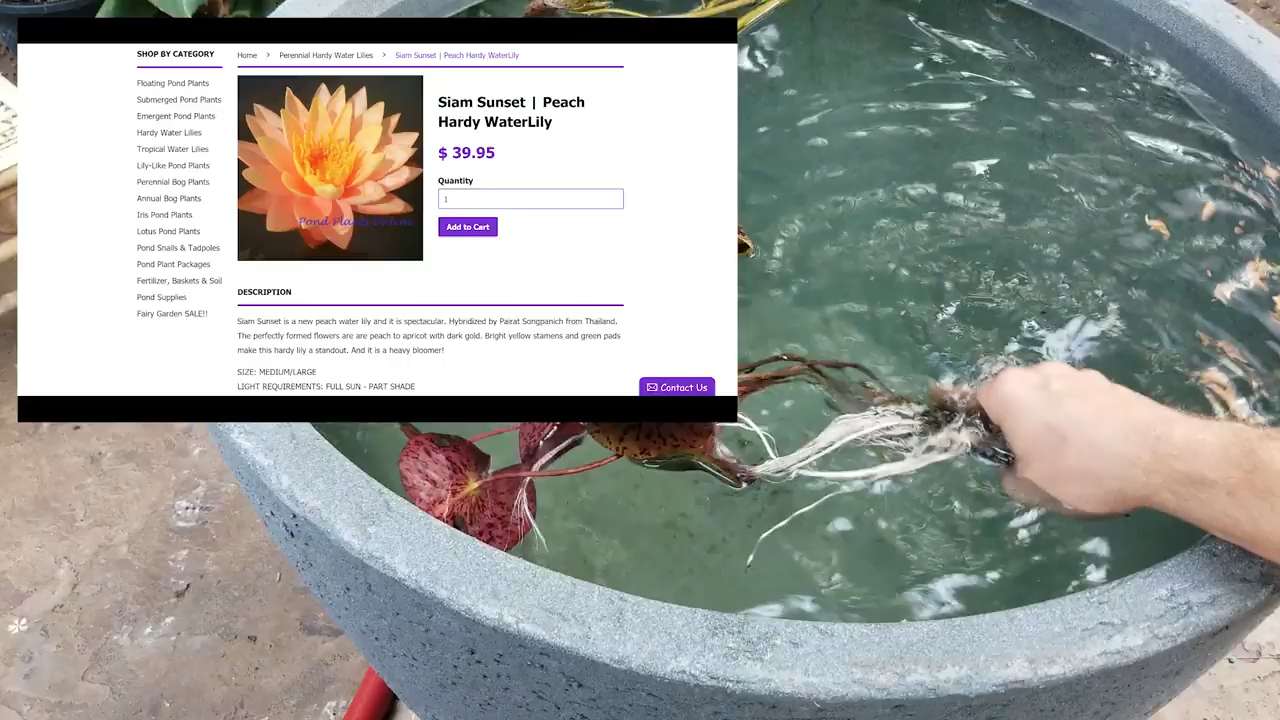 SHOP BY CATEGORY
Floating Pond Plants
Submerged Pond Plants
Emergent Pond Plants
Hardy Water Lilies
Tropical Water Lilies
Lily-Like Pond Plants
Perennial Bog Plants
Annual Bog Plants
Iris Pond Plants
Lotus Pond Plants
Pond Snails & Tadpoles
Pond Plant Packages
Fertilizer, Baskets & Soil
Pond Supplies
Fairy Garden SALE!!
Home > Perennial Hardy Water Lilies > Siam Sunset | Peach Hardy WaterLily
Pond Plants Online
Siam Sunset | Peach
Hardy WaterLily
$ 39.95
Quantity
1
Add to Cart
DESCRIPTION
Siam Sunset is a new peach water lily and it is spectacular. Hybridized by Pairat Songpanich from Thailand.
The perfectly formed flowers are are peach to apricot with dark gold. Bright yellow stamens and green pads
make this hardy lily a standout. And it is a heavy bloomer!
SIZE: MEDIUM/LARGE
LIGHT REQUIREMENTS: FULL SUN - PART SHADE
Contact Us